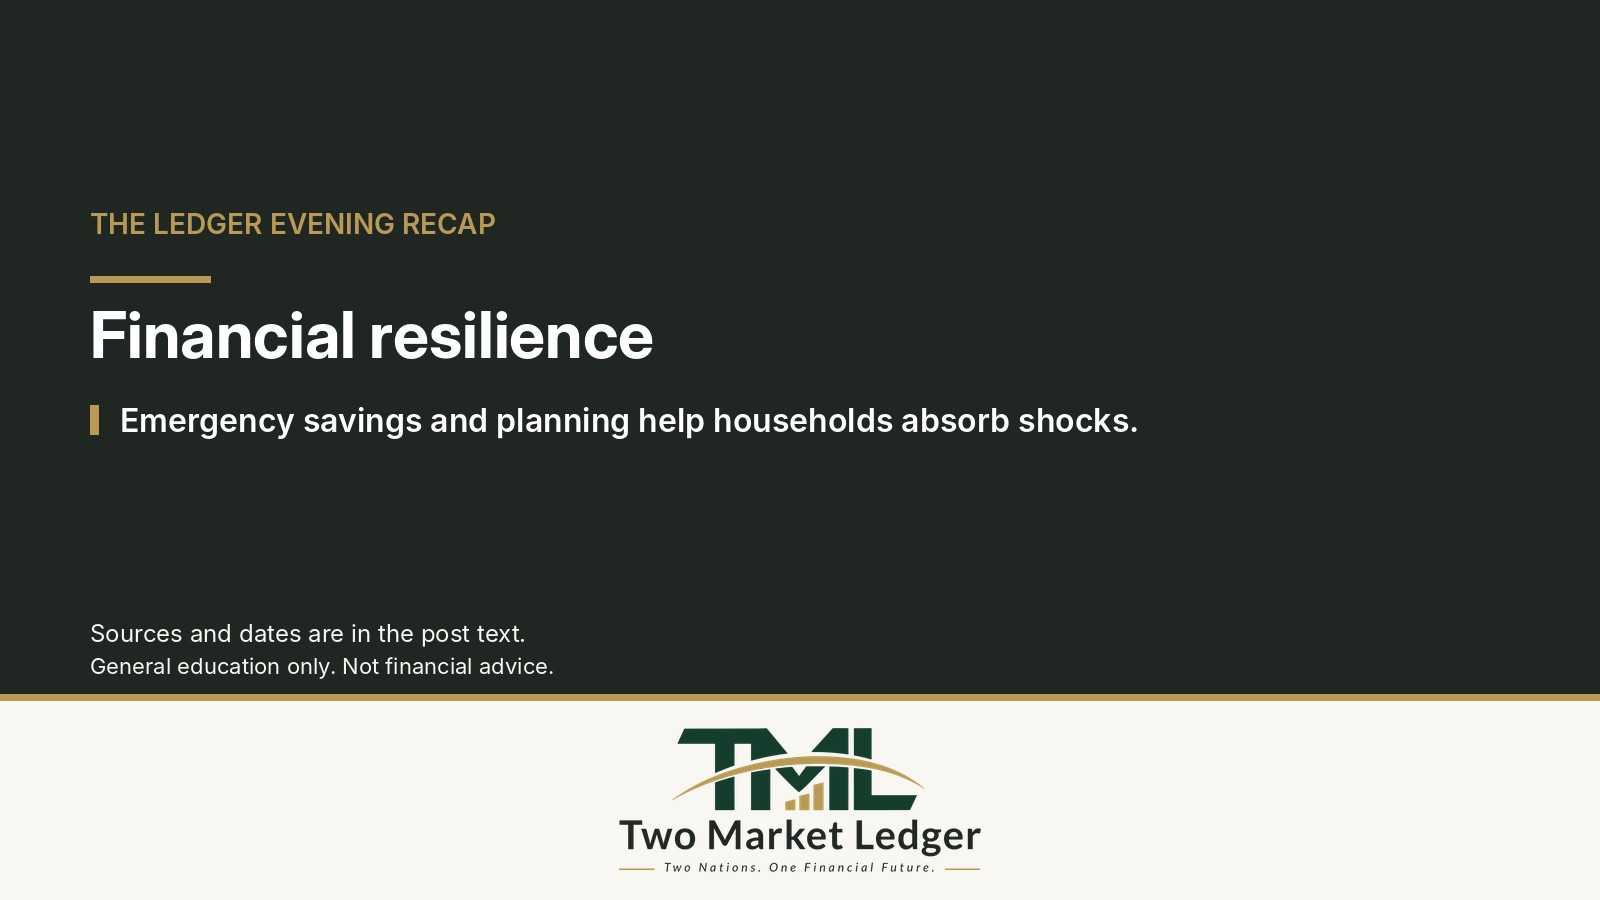 THE LEDGER EVENING RECAP
Financial resilience
Emergency savings and planning help households absorb shocks.
Sources and dates are in the post text.
General education only. Not financial advice.
TML
Two Market Ledger
Two Nations. One Financial Future.